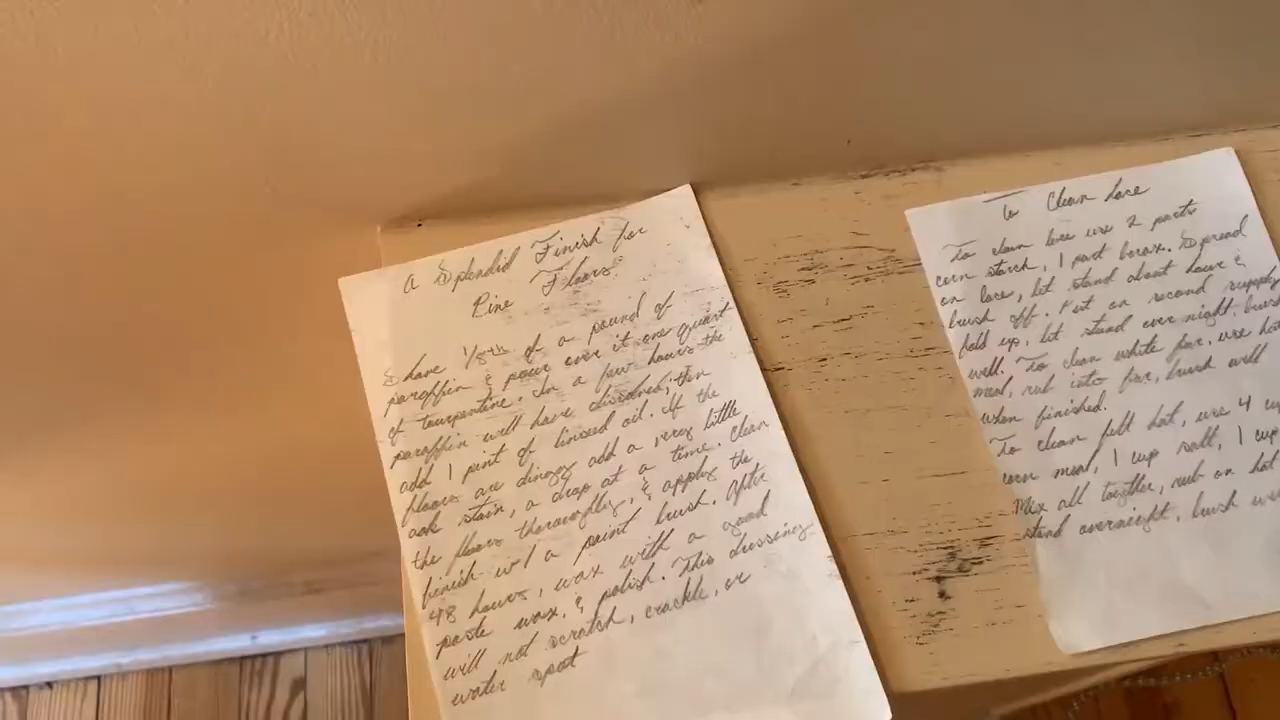 A Splendid Finish for
Pine Floors
Shave 1/8th of a pound of
paraffin & pour over it one quart
of turpentine. In a few hours the
paraffin will have dissolved; then
add 1 pint of linseed oil. If the
floors are dingy add a very little
oak stain, a drop at a time. Clean
the floors thoroughly, & apply the
finish w/ a paint brush. After
48 hours, wax with a good
paste wax, & polish. This dressing
will not scratch, crackle, or
water spot
To Clean Lace
To clean lace use 2 parts
corn starch, 1 part borax. Spread
on lace, let stand about hour &
brush off. Put on second supply
fold up, let stand over night, brush
well. To clean white fur, use
meal, rub into fur, brush well
when finished.
To clean felt hat, use 4
corn meal, 1 cup salt, 1 cup
Mix all together, rub on hat
stand overnight, brush